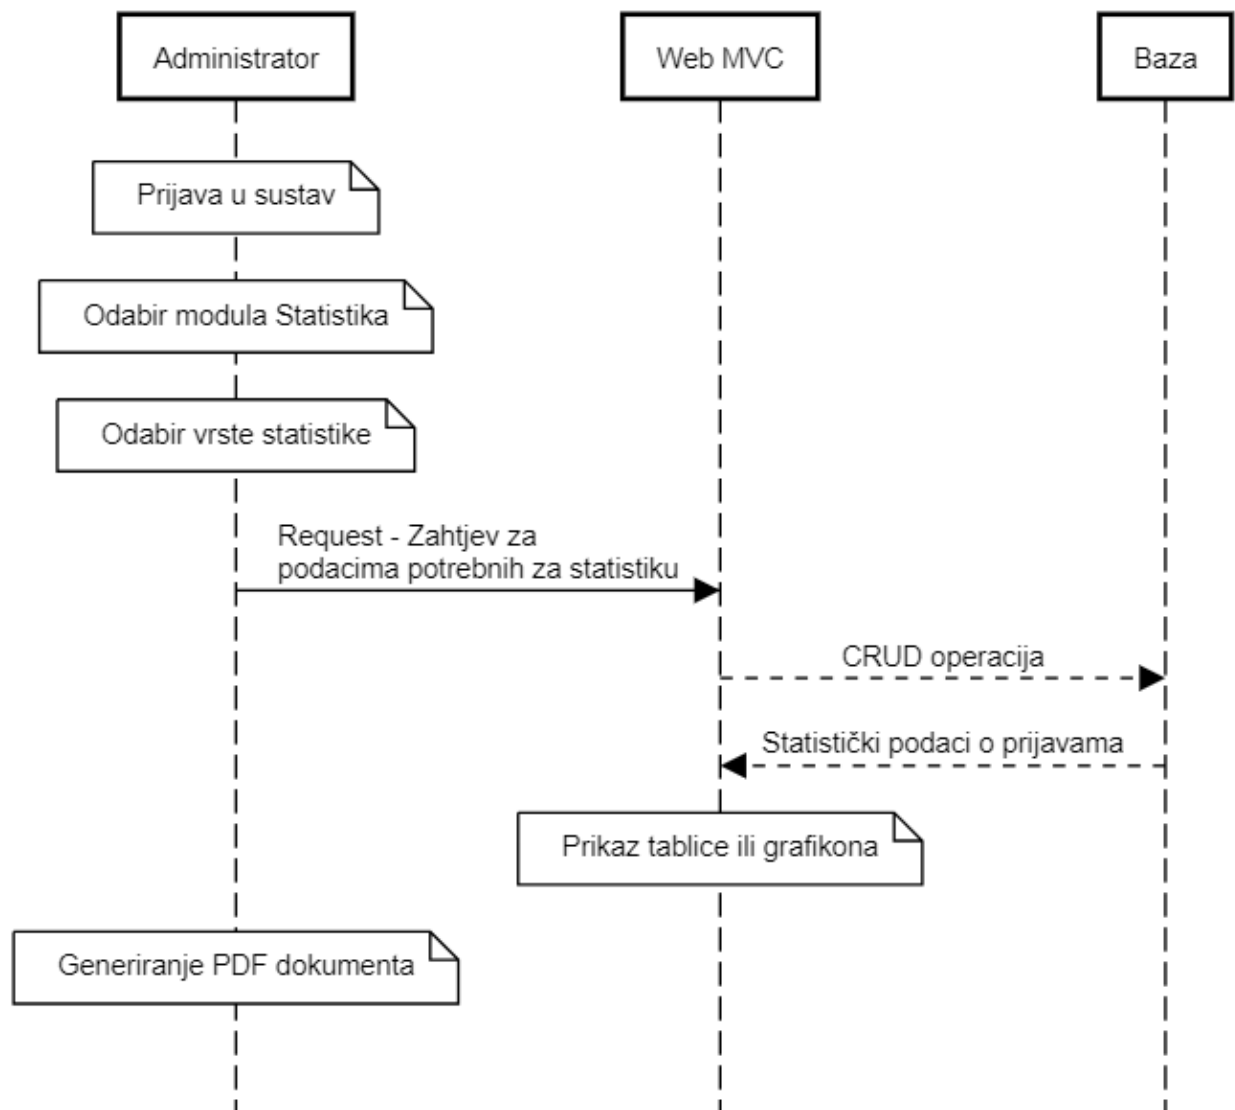 Administrator
Web MVC
Baza
Prijava u sustav
Odabir modula Statistika
Odabir vrste statistike
Request - Zahtjev za
podacima potrebnih za statistiku
CRUD operacija
Statistički podaci o prijavama
Prikaz tablice ili grafikona
Generiranje PDF dokumenta